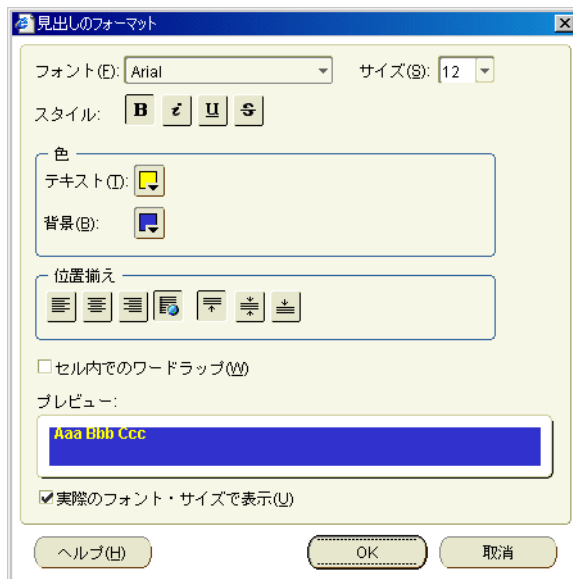 見出しのフォーマット
フォント(F): Arial サイズ(S): 12
スタイル: B i U S
色
テキスト(T):
背景(B):
位置揃え
セル内でのワードラップ(W)
プレビュー:
Aaa Bbb Ccc
実際のフォント・サイズで表示(U)
ヘルプ(H) OK 取消